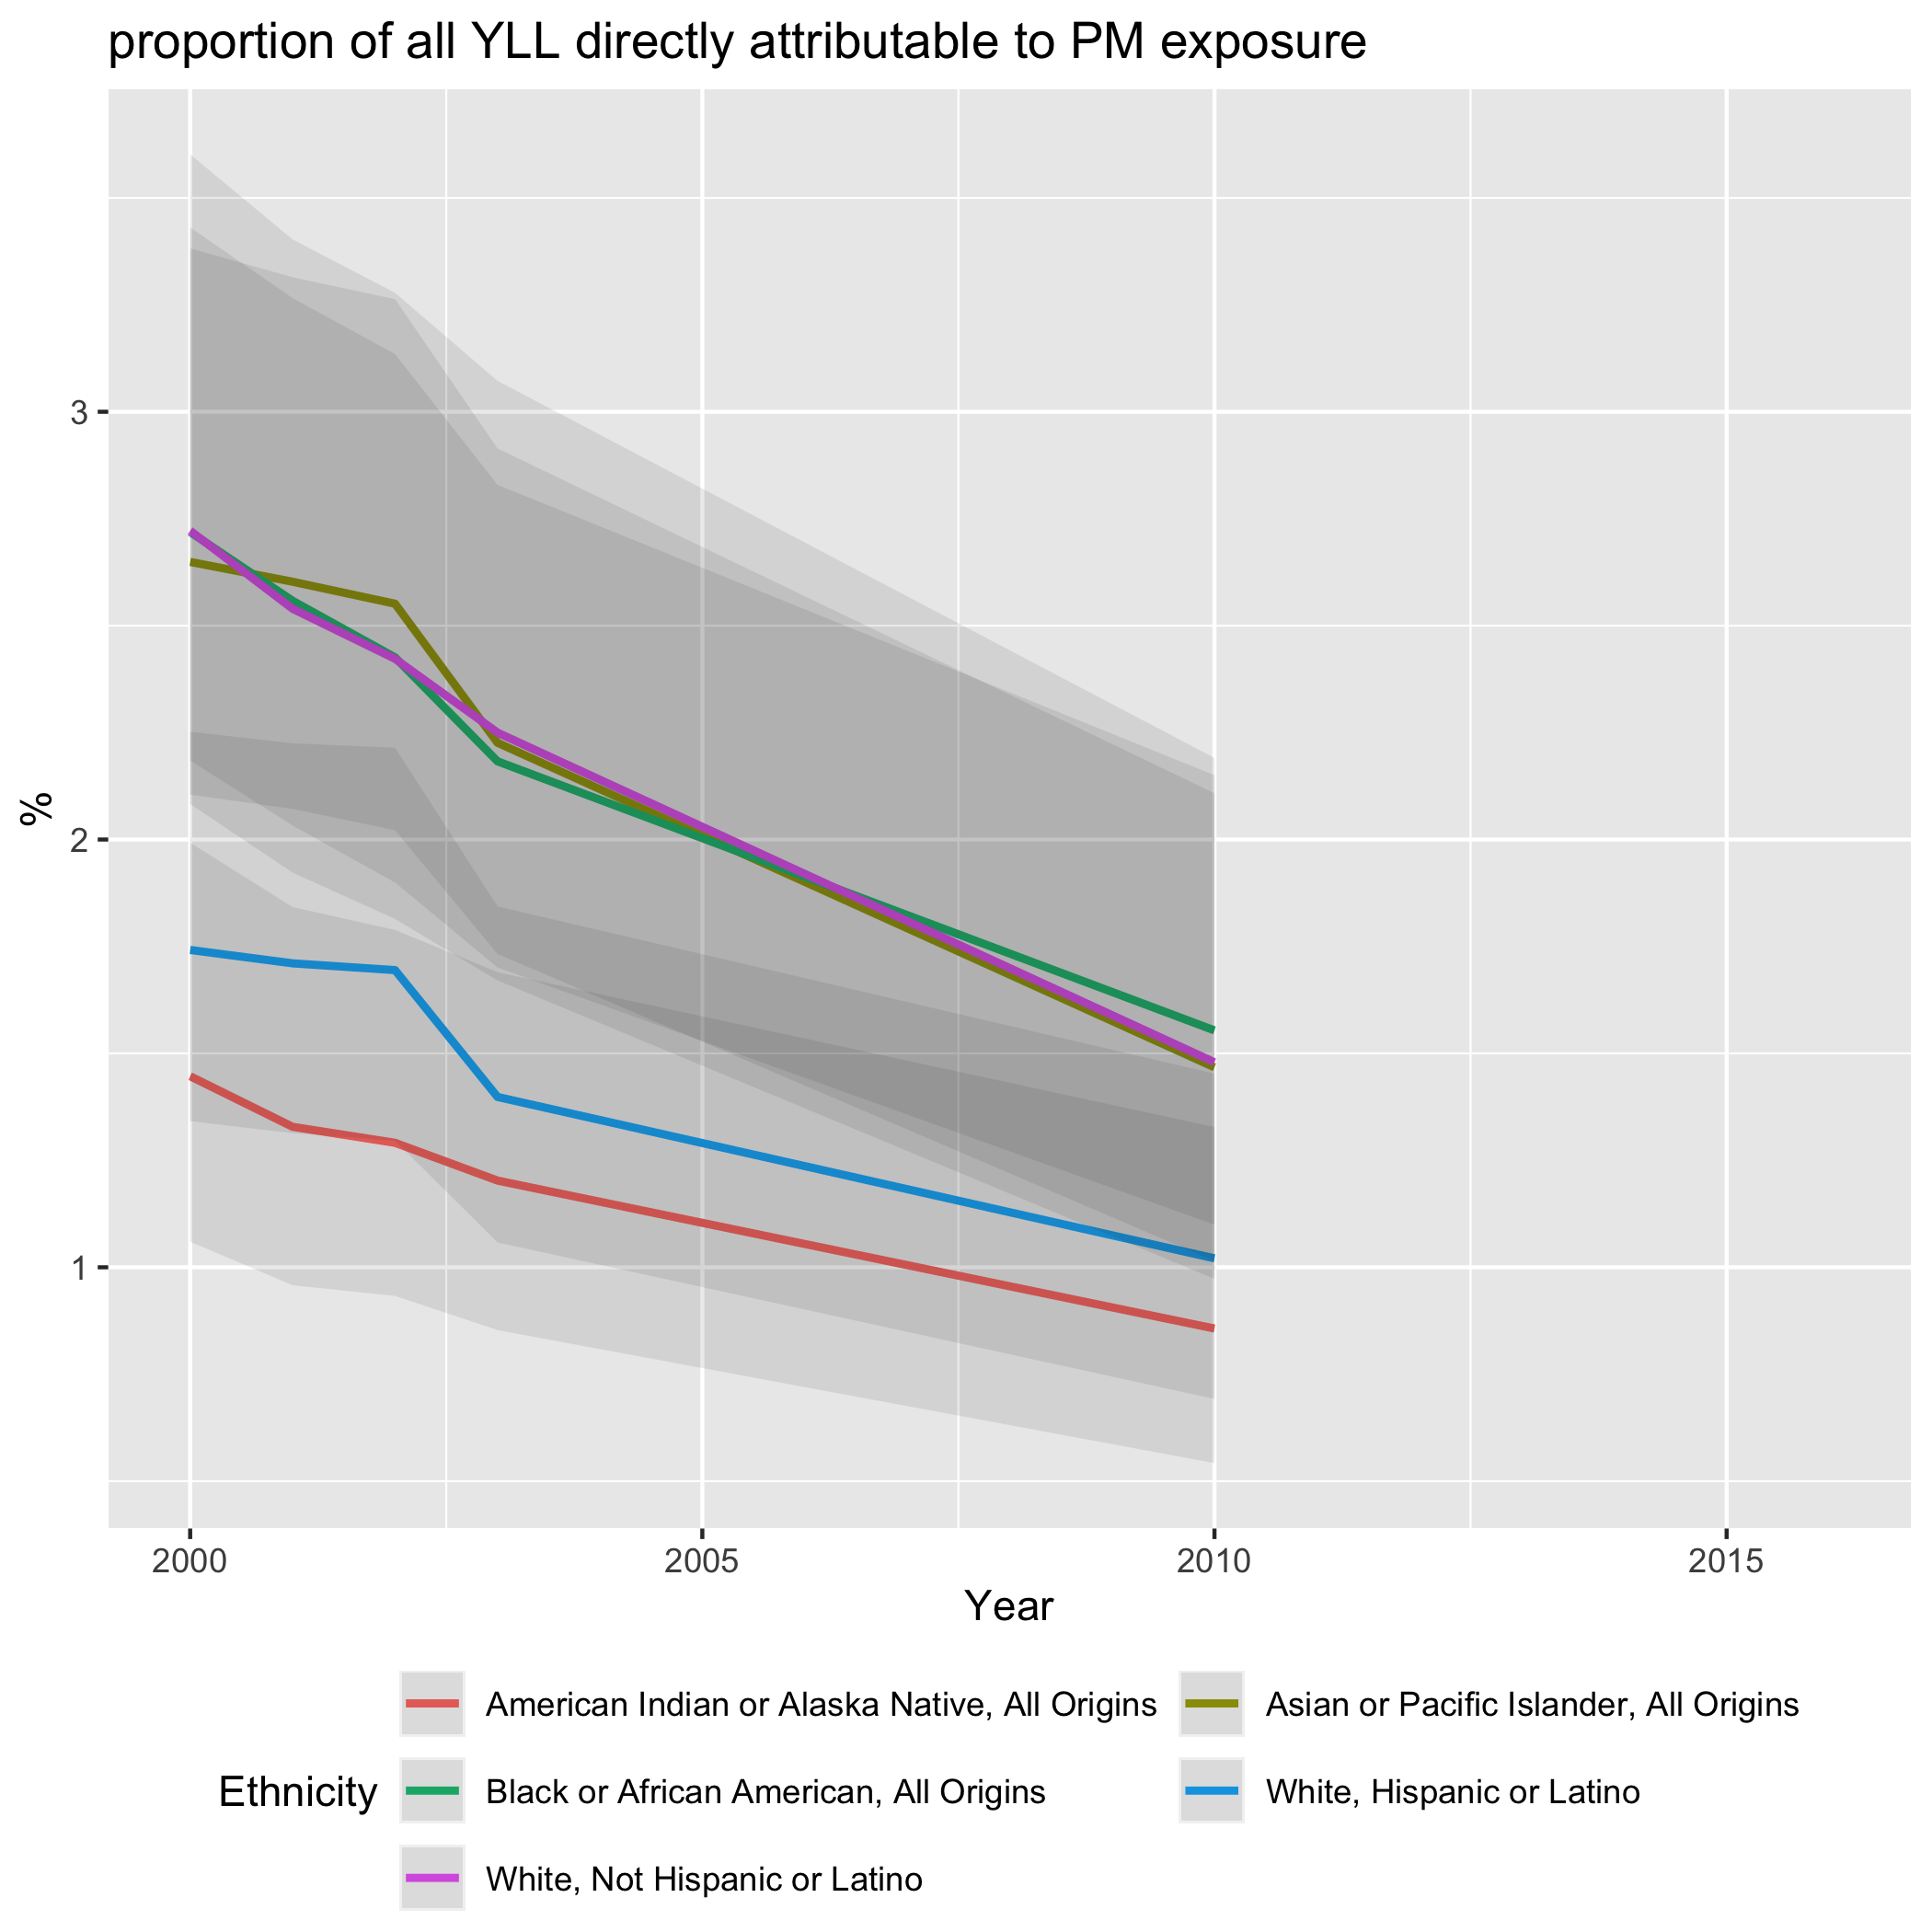 proportion of all YLL directly attributable to PM exposure
3
2
1
%
2000 2005 2010 2015
Year
Ethnicity
American Indian or Alaska Native, All Origins
Asian or Pacific Islander, All Origins
Black or African American, All Origins
White, Hispanic or Latino
White, Not Hispanic or Latino